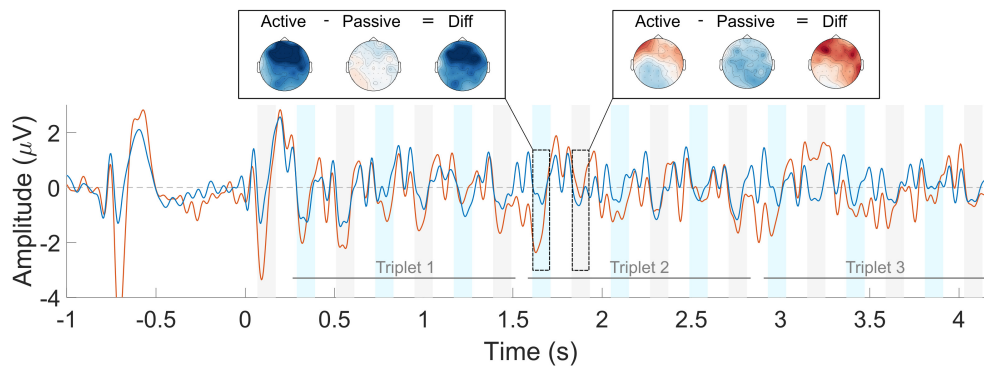 Active - Passive = Diff
Active - Passive = Diff
Amplitude (µV)
2
0
-2
-4
Triplet 1
Triplet 2
Triplet 3
-1 -0.5 0 0.5 1 1.5 2 2.5 3 3.5 4
Time (s)